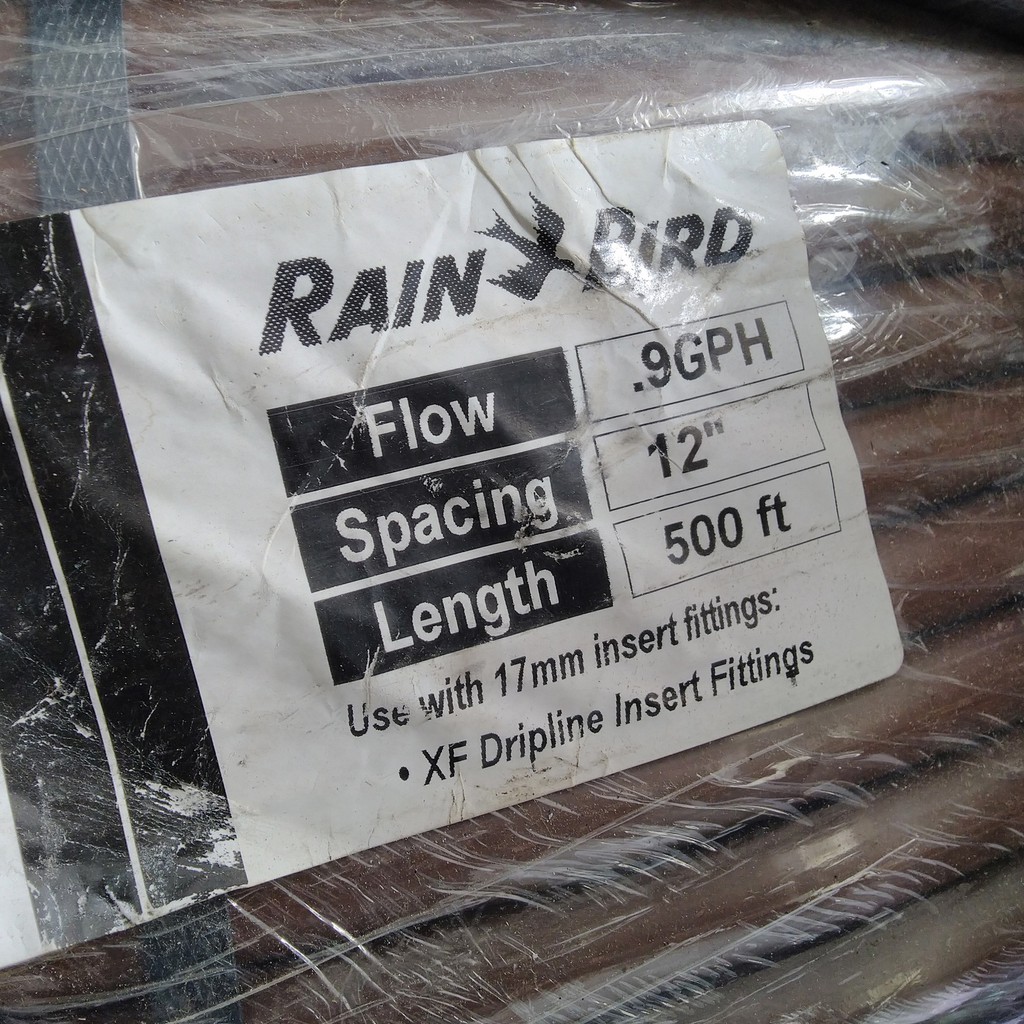 RAIN BIRD
Flow .9GPH
Spacing 12"
Length 500 ft
Use with 17mm insert fittings:
• XF Dripline Insert Fittings